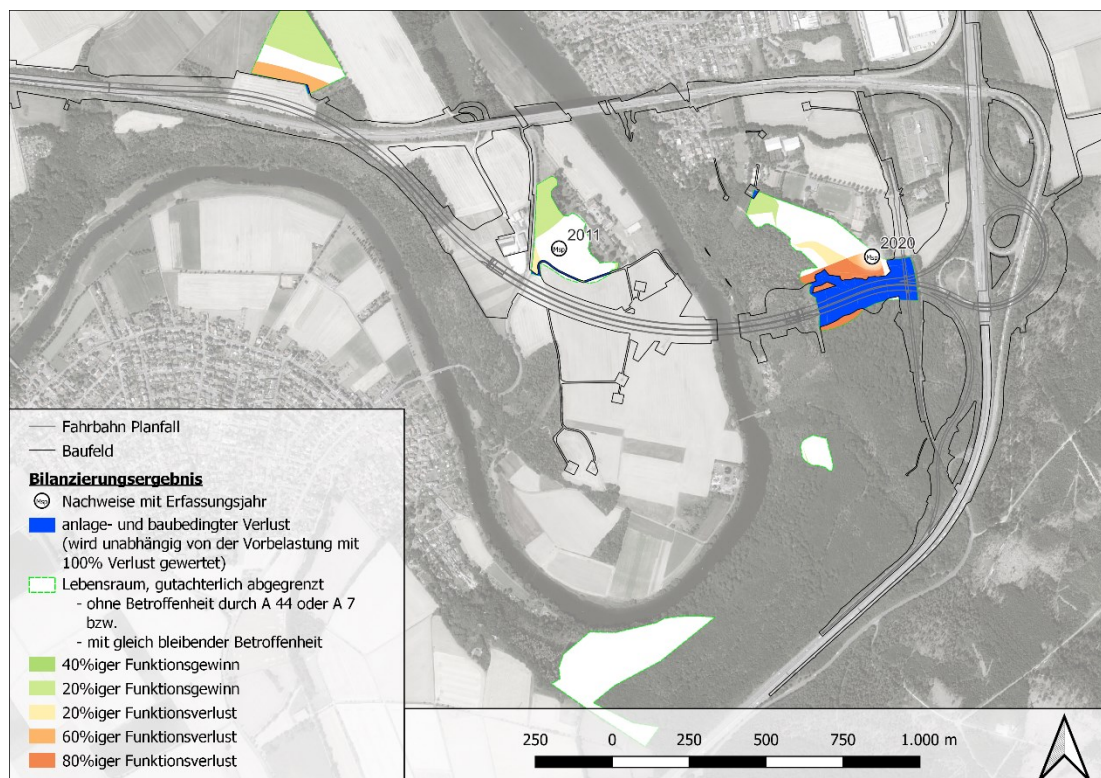 2011
Msp
2020
Msp
Fahrbahn Planfall
Baufeld
Bilanzierungsergebnis
Msp Nachweise mit Erfassungsjahr
anlage- und baubedingter Verlust
(wird unabhängig von der Vorbelastung mit
100% Verlust gewertet)
Lebensraum, gutachterlich abgegrenzt
- ohne Betroffenheit durch A 44 oder A 7
bzw.
- mit gleich bleibender Betroffenheit
40%iger Funktionsgewinn
20%iger Funktionsgewinn
20%iger Funktionsverlust
60%iger Funktionsverlust
80%iger Funktionsverlust
250 0 250 500 750 1.000 m